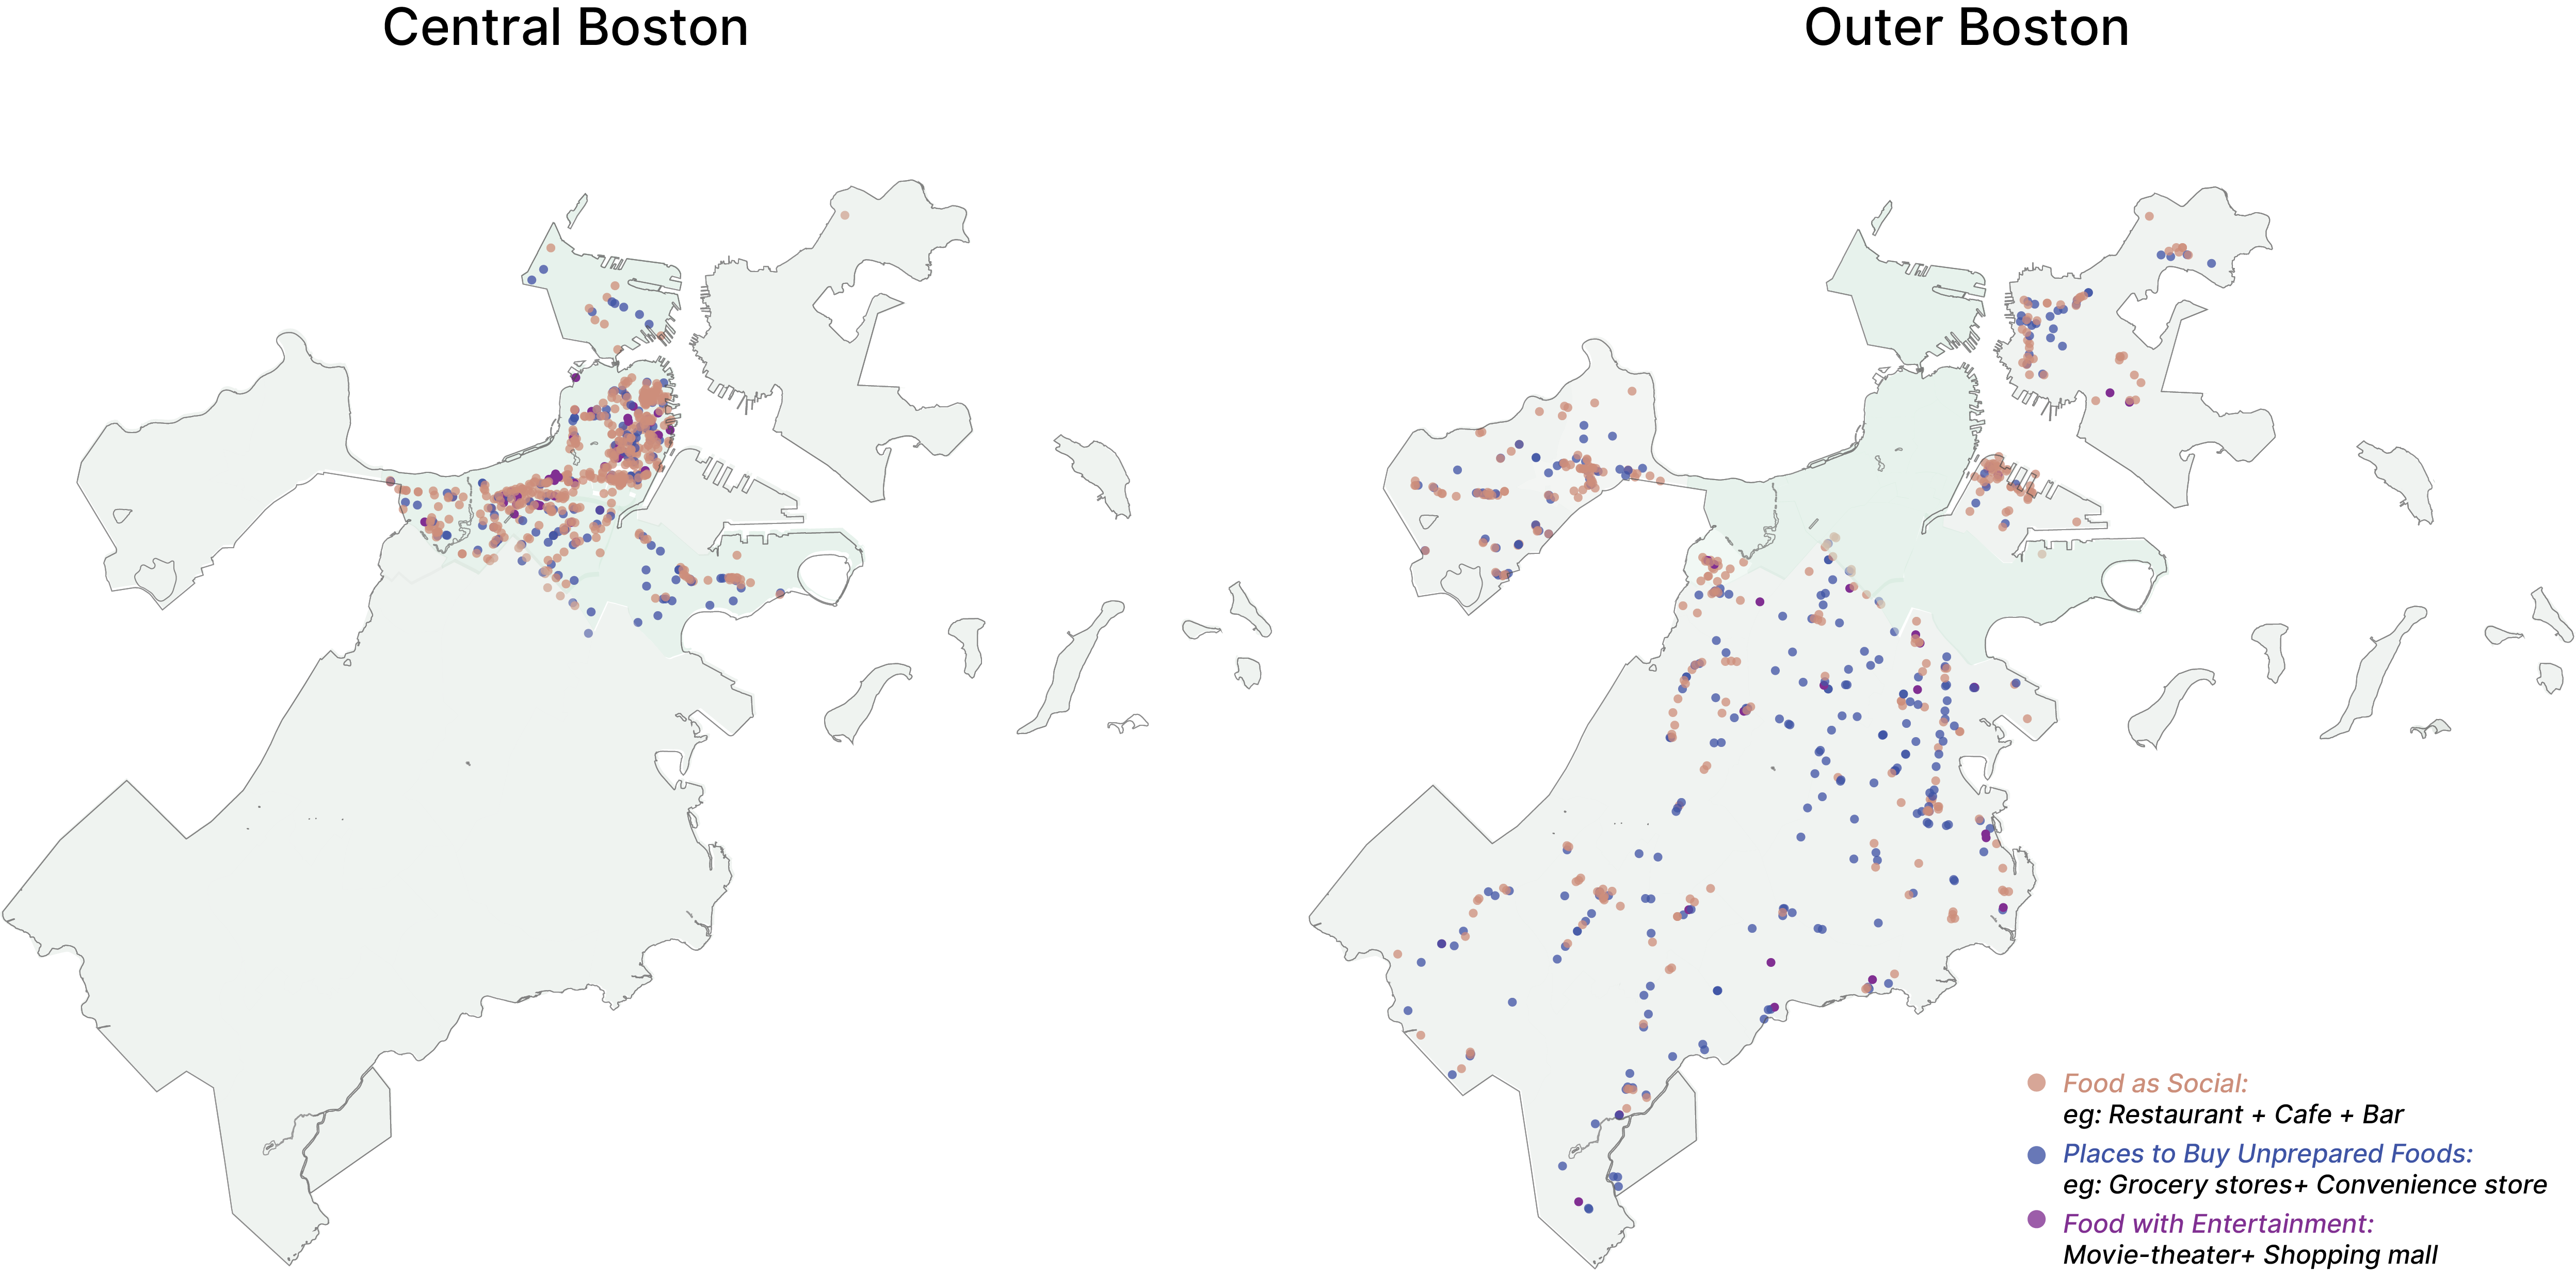 Central Boston
Outer Boston
Food as Social:
eg: Restaurant + Cafe + Bar
Places to Buy Unprepared Foods:
eg: Grocery stores+ Convenience store
Food with Entertainment:
Movie-theater+ Shopping mall